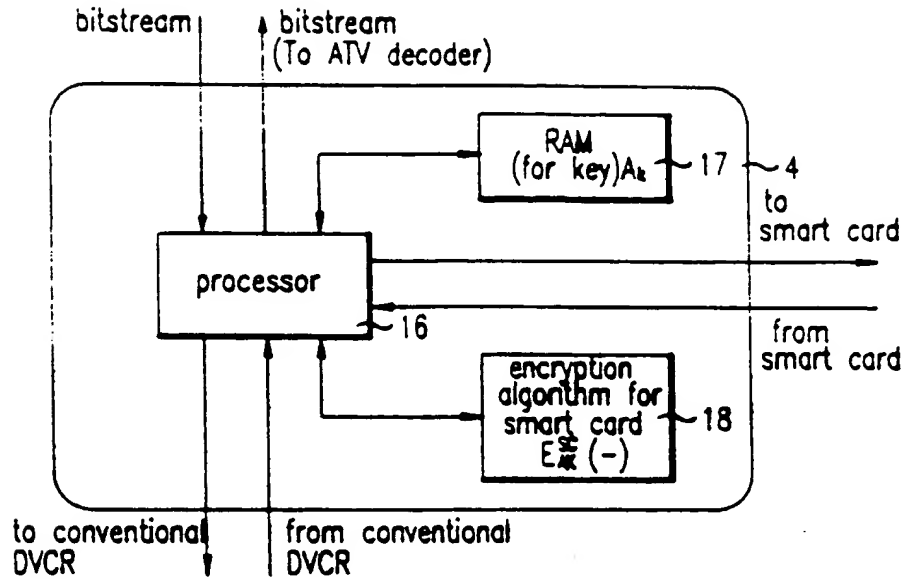 bitstream
bitstream
(To ATV decoder)
RAM
(for key)Ak
17
4
to
smart card
processor
16
from
smart card
encryption
algorithm for
smart card
E (-)
18
to conventional
DVCR
from conventional
DVCR